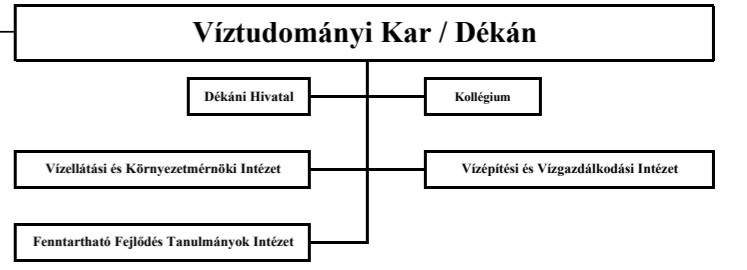 Víztudományi Kar / Dékán
Dékáni Hivatal
Kollégium
Vízellátási és Környezetmérnöki Intézet
Vízépítési és Vízgazdálkodási Intézet
Fenntartható Fejlődés Tanulmányok Intézet